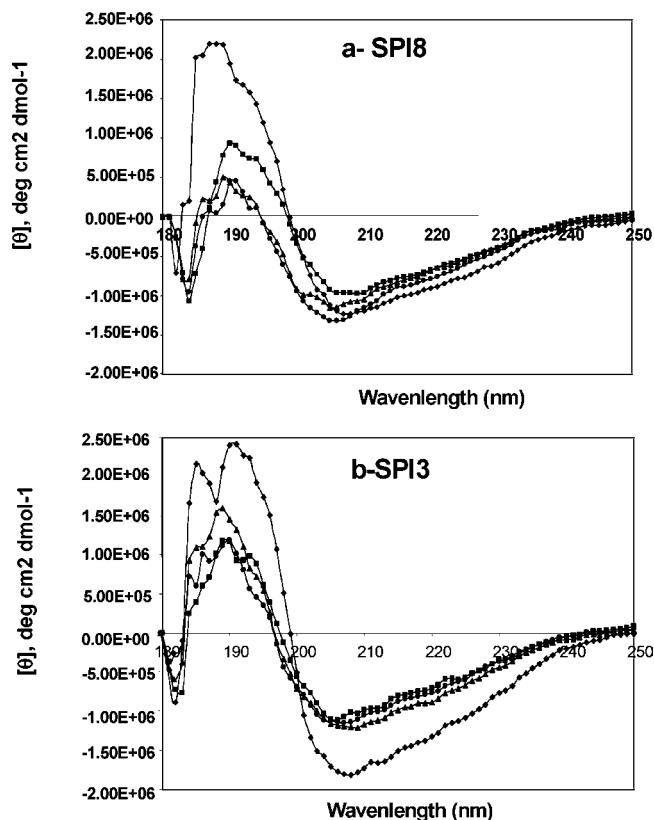 a- SPI8
2.50E+06
2.00E+06
1.50E+06
1.00E+06
5.00E+05
0.00E+00
-5.00E+05
-1.00E+06
-1.50E+06
-2.00E+06
180 190 200 210 220 230 240 250
[θ], deg cm2 dmol-1
Wavenlength (nm)
b-SPI3
2.50E+06
2.00E+06
1.50E+06
1.00E+06
5.00E+05
0.00E+00
-5.00E+05
-1.00E+06
-1.50E+06
-2.00E+06
180 190 200 210 220 230 240 250
[θ], deg cm2 dmol-1
Wavenlength (nm)